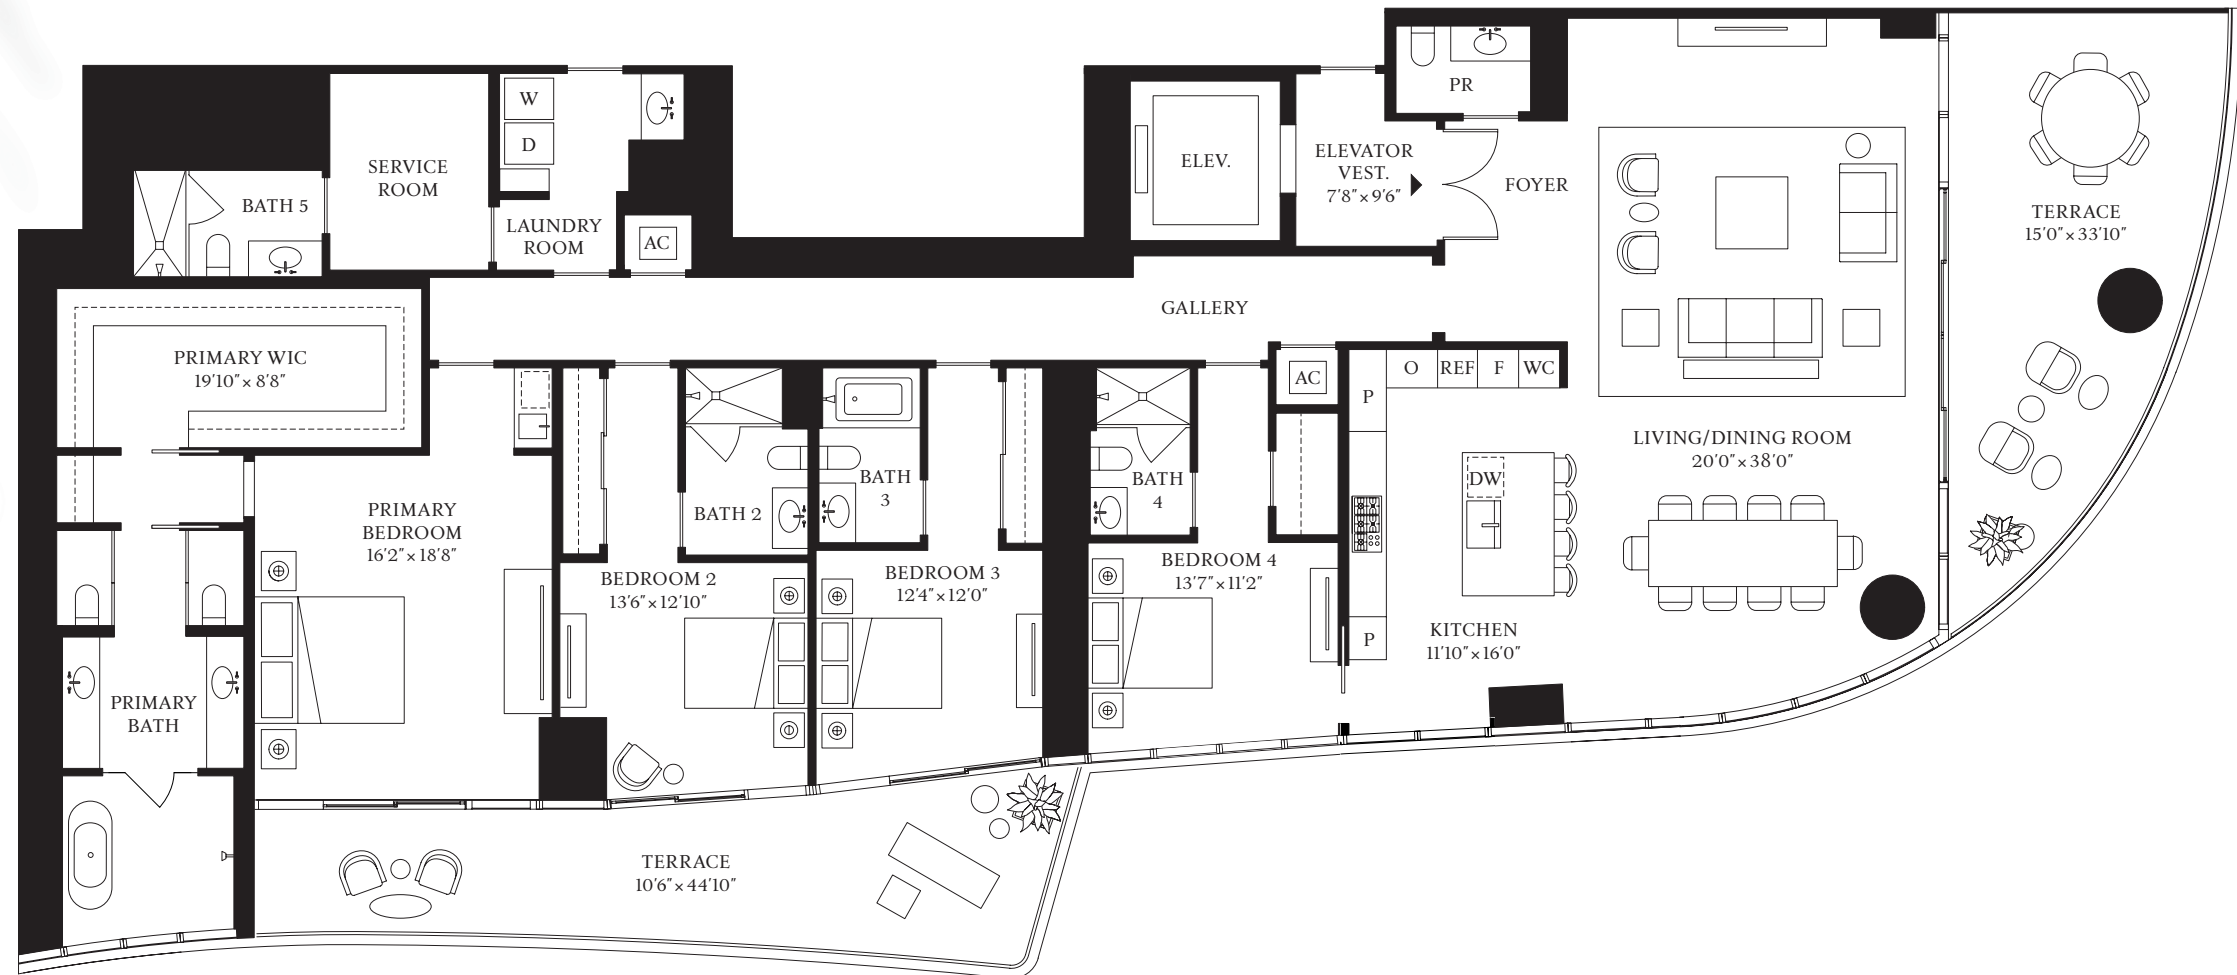 PR
W
D
SERVICE
ROOM
BATH 5
LAUNDRY
ROOM
AC
ELEV.
ELEVATOR
VEST.
7'8"×9'6"
FOYER
TERRACE
15'0"×33'10"
GALLERY
PRIMARY WIC
19'10"×8'8"
AC
P
O
REF
F
WC
LIVING/DINING ROOM
20'0"×38'0"
DW
PRIMARY
BEDROOM
16'2"×18'8"
BATH 2
BATH
3
BATH
4
BEDROOM 2
13'6"×12'10"
BEDROOM 3
12'4"×12'0"
BEDROOM 4
13'7"×11'2"
P
KITCHEN
11'10"×16'0"
PRIMARY
BATH
TERRACE
10'6"×44'10"